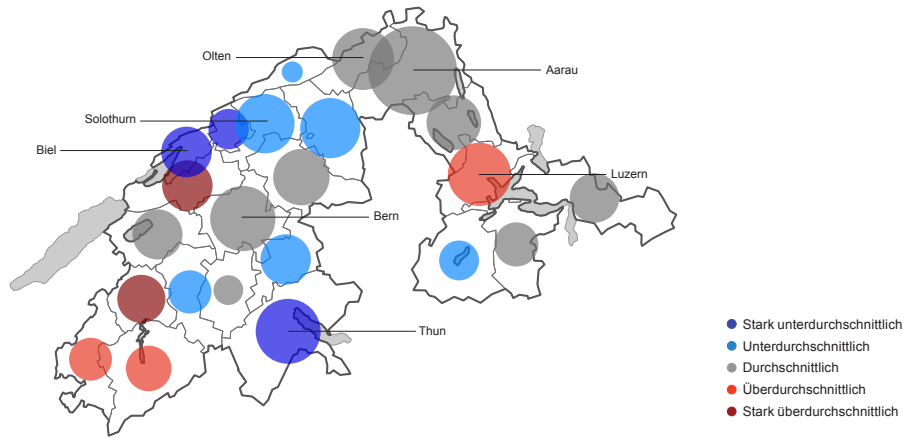 Olten
Aarau
Solothurn
Biel
Luzern
Bern
Thun
Stark unterdurchschnittlich
Unterdurchschnittlich
Durchschnittlich
Überdurchschnittlich
Stark überdurchschnittlich